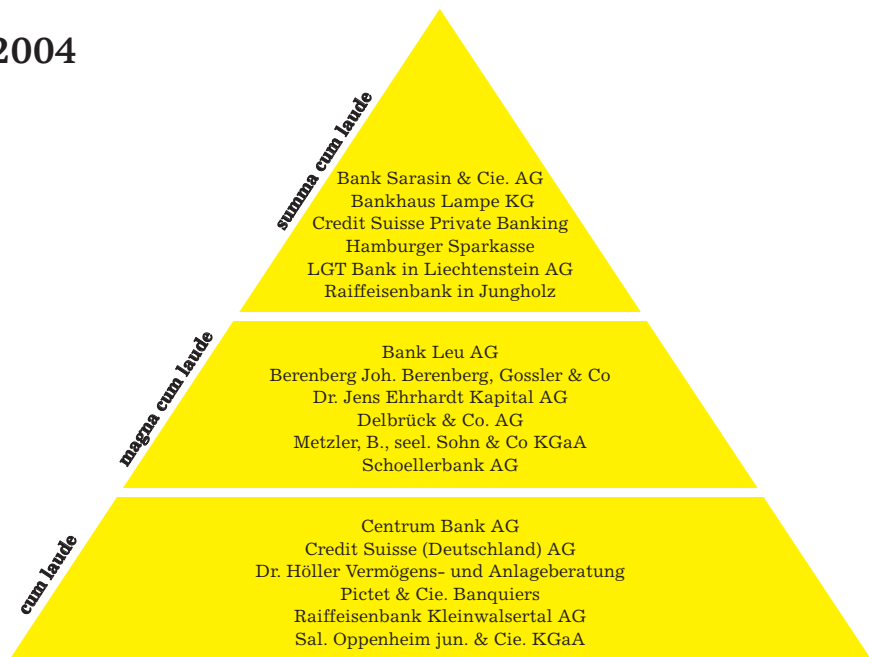 2004
summa cum laude
Bank Sarasin & Cie. AG
Bankhaus Lampe KG
Credit Suisse Private Banking
Hamburger Sparkasse
LGT Bank in Liechtenstein AG
Raiffeisenbank in Jungholz
magna cum laude
Bank Leu AG
Berenberg Joh. Berenberg, Gossler & Co
Dr. Jens Ehrhardt Kapital AG
Delbrück & Co. AG
Metzler, B., seel. Sohn & Co KGaA
Schoellerbank AG
cum laude
Centrum Bank AG
Credit Suisse (Deutschland) AG
Dr. Höller Vermögens- und Anlageberatung
Pictet & Cie. Banquiers
Raiffeisenbank Kleinwalsertal AG
Sal. Oppenheim jun. & Cie. KGaA